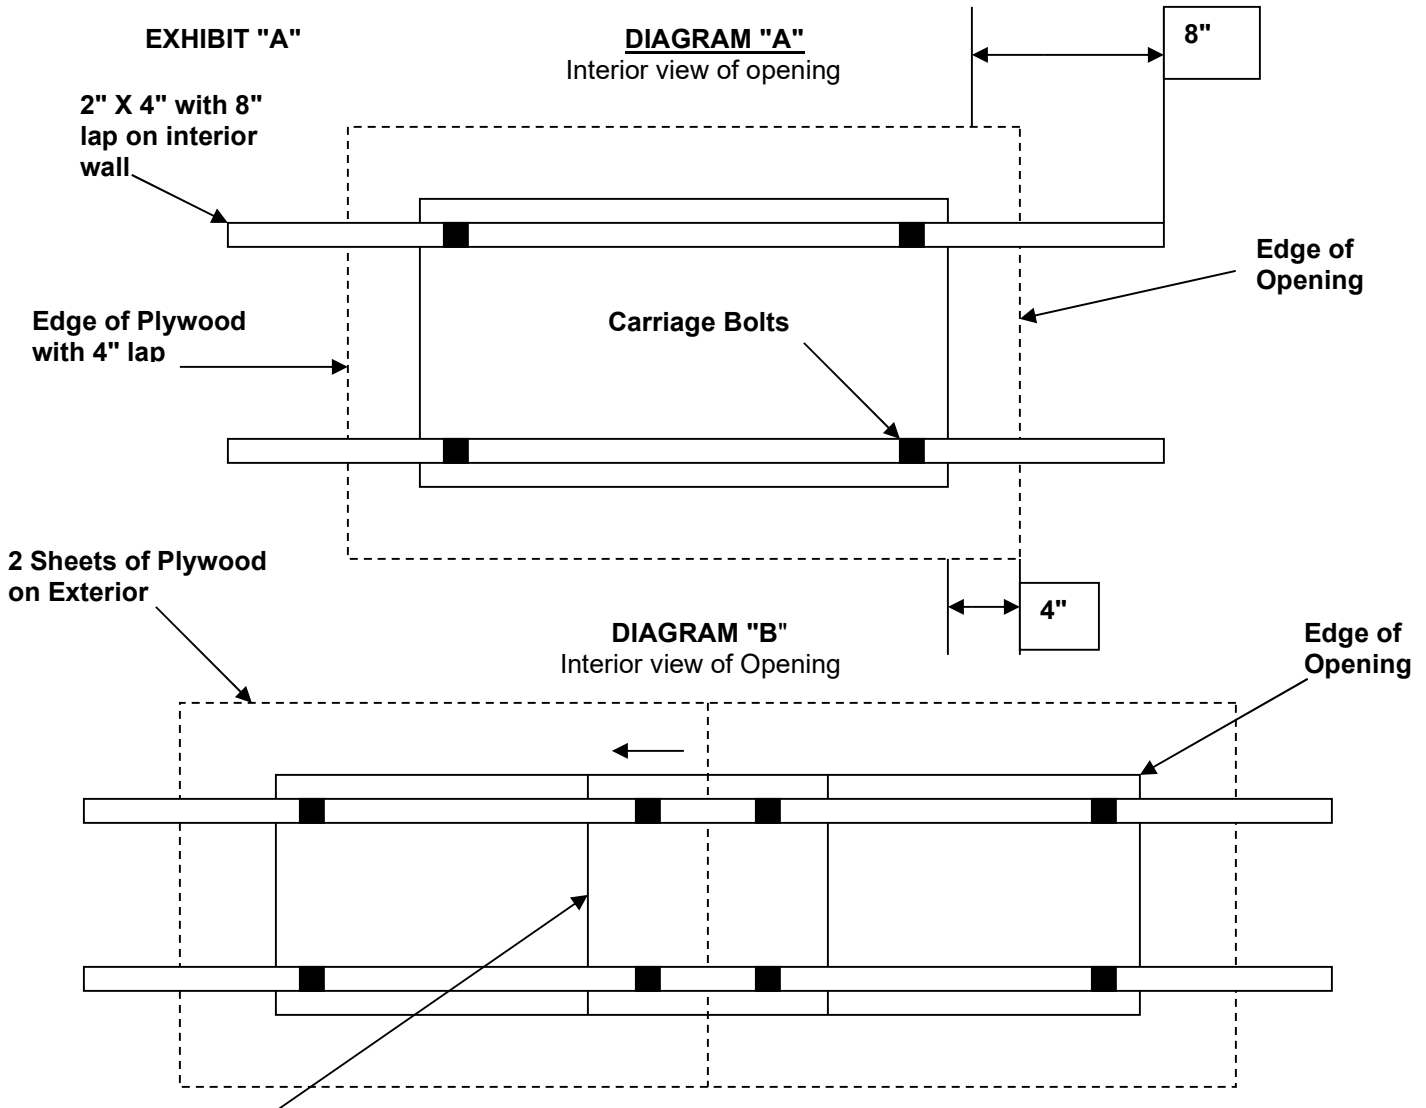 EXHIBIT "A"
DIAGRAM "A"
Interior view of opening
8"
2" X 4" with 8"
lap on interior
wall
Edge of
Opening
Edge of Plywood
with 4" lap
Carriage Bolts
2 Sheets of Plywood
on Exterior
4"
DIAGRAM "B"
Interior view of Opening
Edge of
Opening